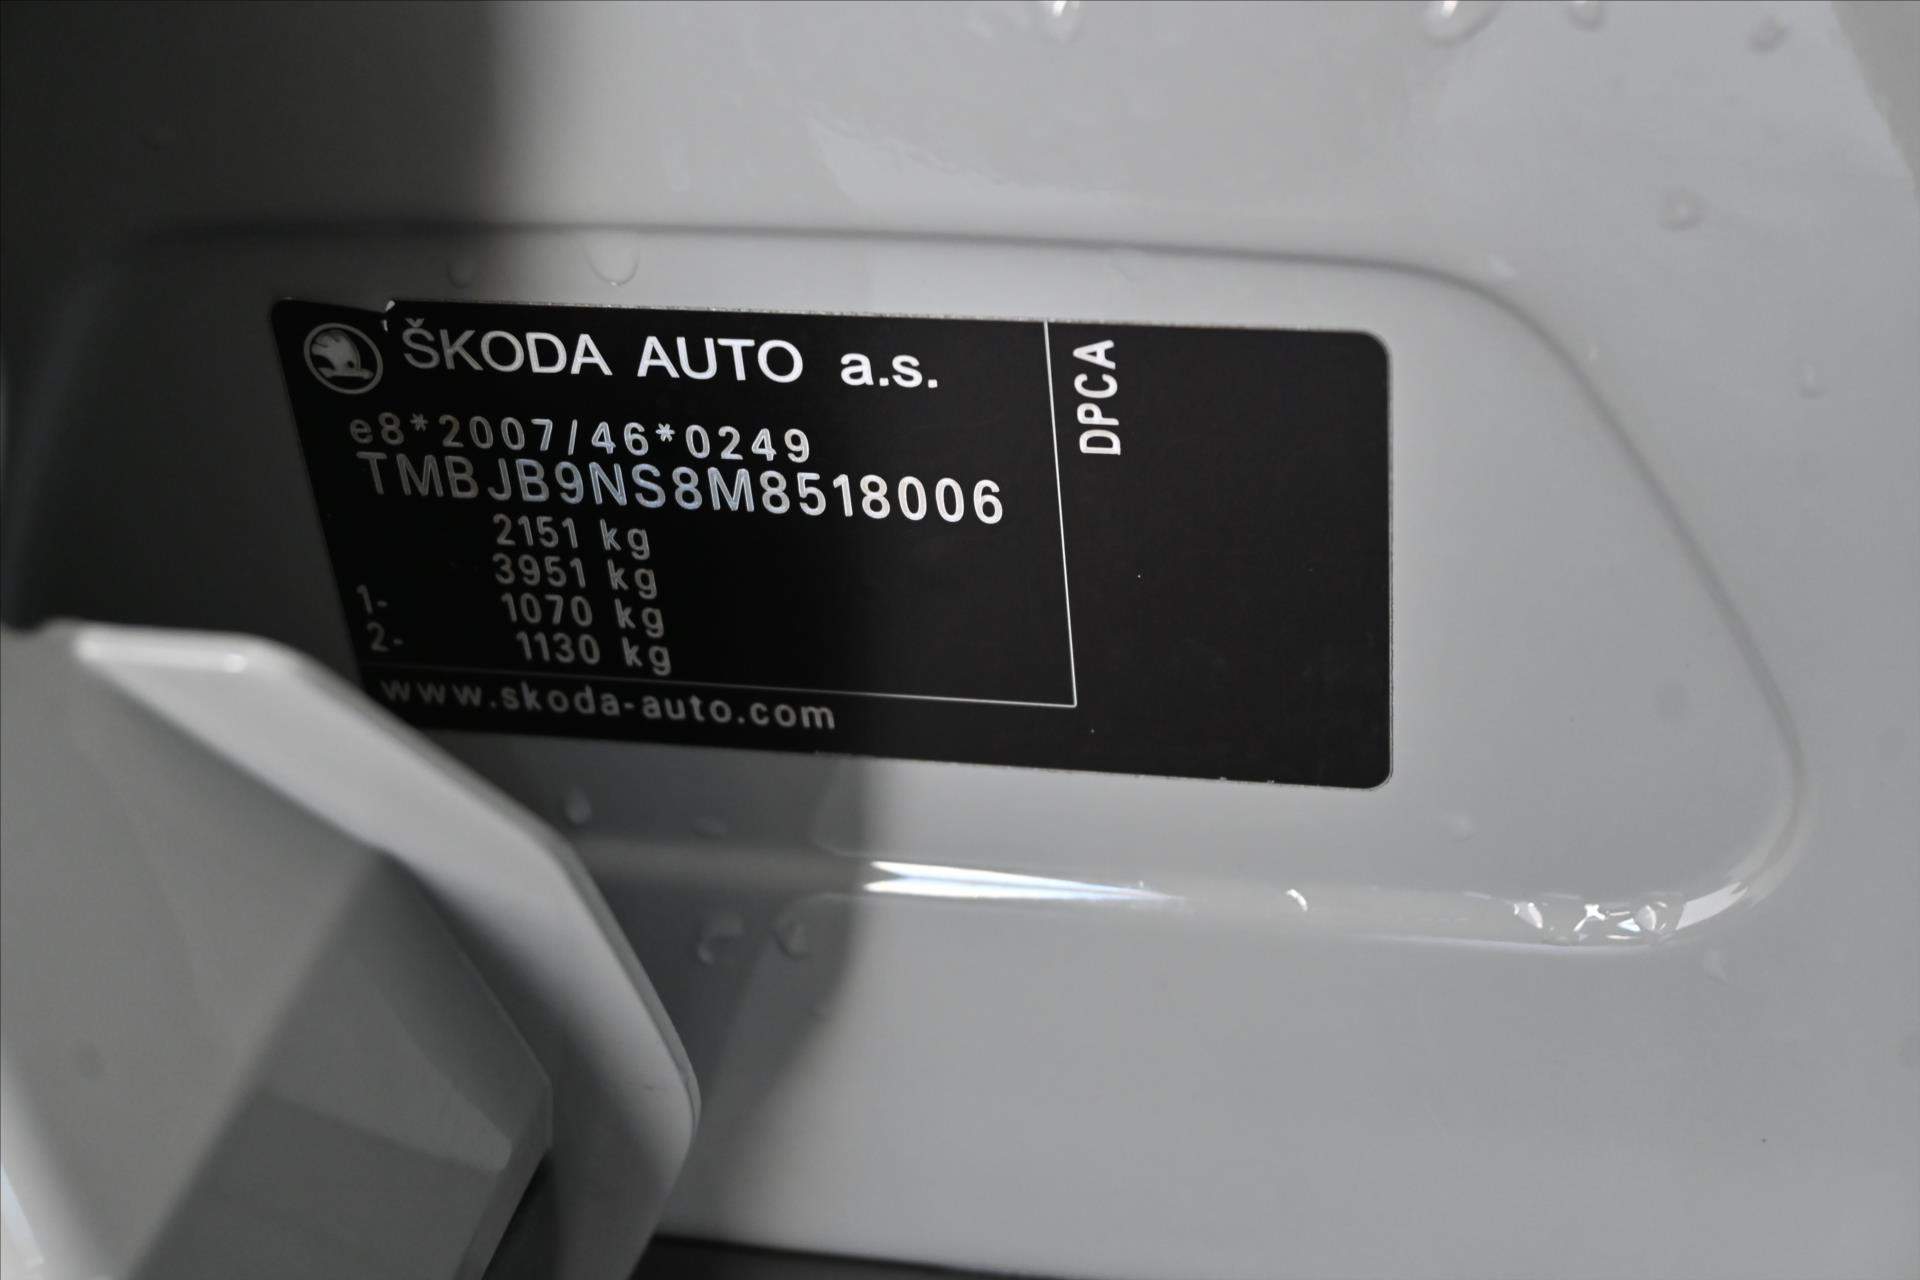 ŠKODA AUTO a.s.
e8*2007/46*0249
TMBJB9NS8M8518006
2151 kg
3951 kg
1- 1070 kg
2- 1130 kg
www.skoda-auto.com
DPCA